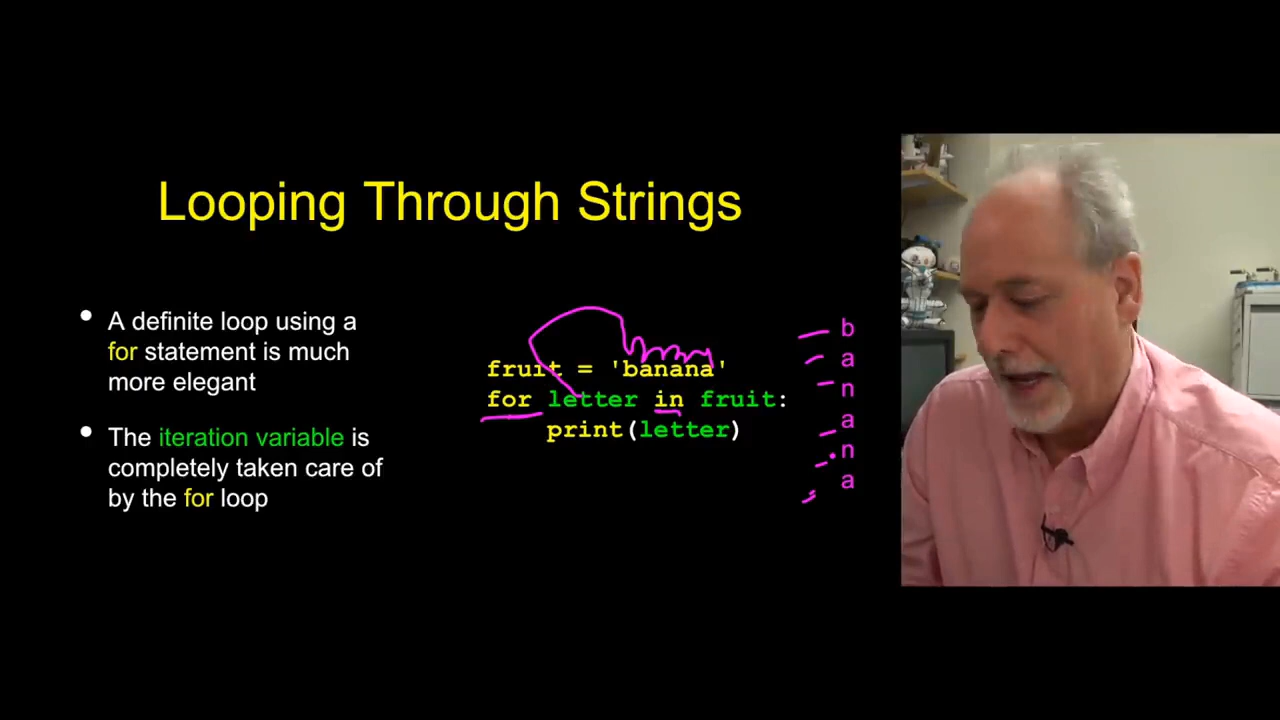 Looping Through Strings
• A definite loop using a
for statement is much
more elegant
• The iteration variable is
completely taken care of
by the for loop
fruit = 'banana'
for letter in fruit:
    print(letter)
b
a
n
a
n
a